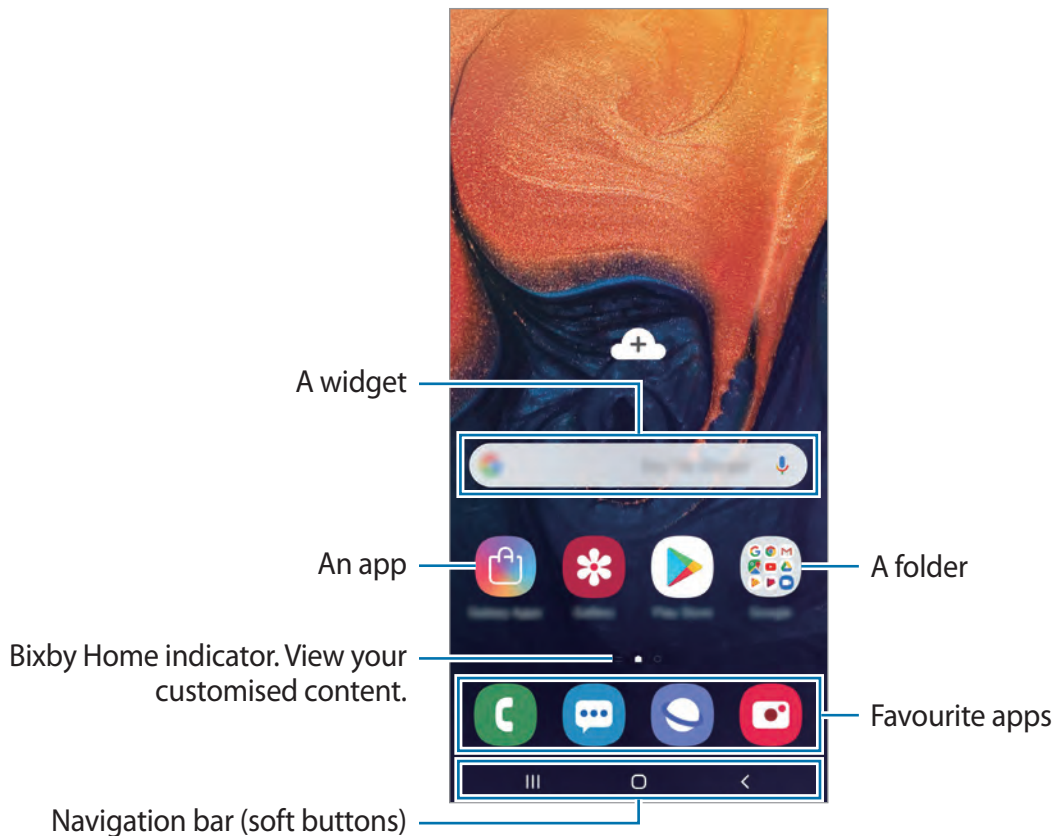 A widget
An app
A folder
Bixby Home indicator. View your
customised content.
Favourite apps
Navigation bar (soft buttons)